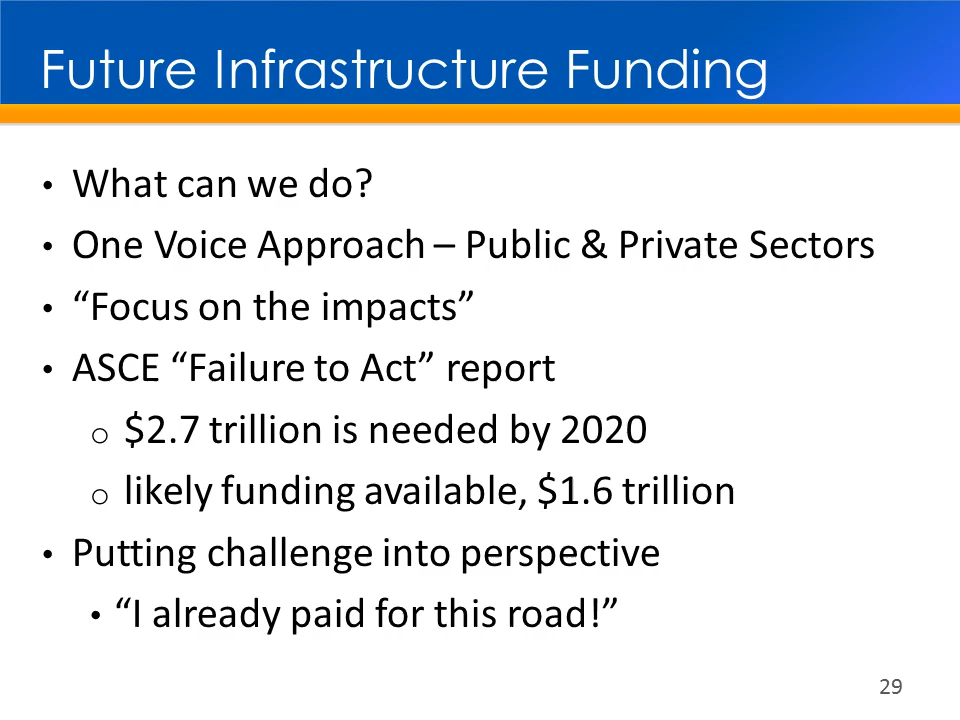 Future Infrastructure Funding
• What can we do?
• One Voice Approach – Public & Private Sectors
• “Focus on the impacts”
• ASCE “Failure to Act” report
o $2.7 trillion is needed by 2020
o likely funding available, $1.6 trillion
• Putting challenge into perspective
• “I already paid for this road!”
29